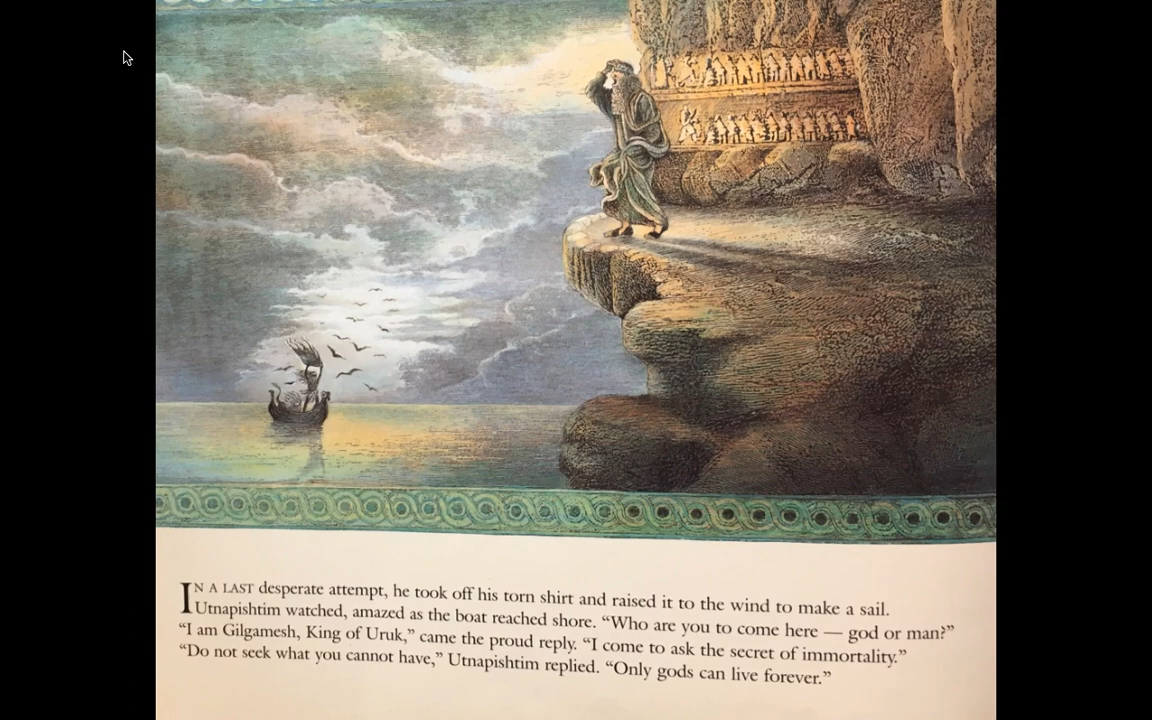 IN A LAST desperate attempt, he took off his torn shirt and raised it to the wind to make a sail.
Utnapishtim watched, amazed as the boat reached shore. “Who are you to come here — god or man?”
“I am Gilgamesh, King of Uruk,” came the proud reply. “I come to ask the secret of immortality.”
“Do not seek what you cannot have,” Utnapishtim replied. “Only gods can live forever.”